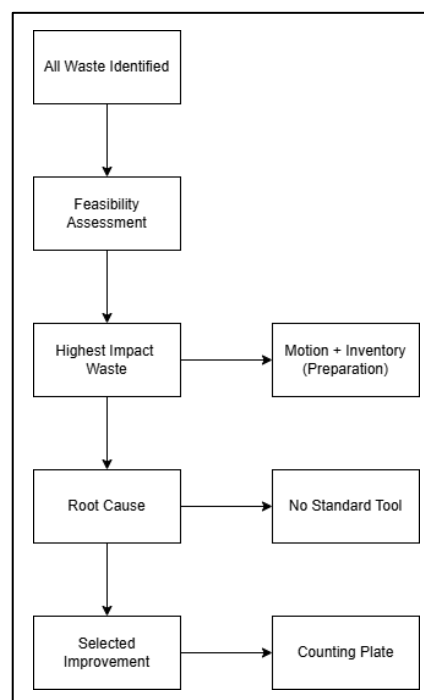 All Waste Identified
Feasibility
Assessment
Highest Impact
Waste
Motion + Inventory
(Preparation)
Root Cause
No Standard Tool
Selected
Improvement
Counting Plate